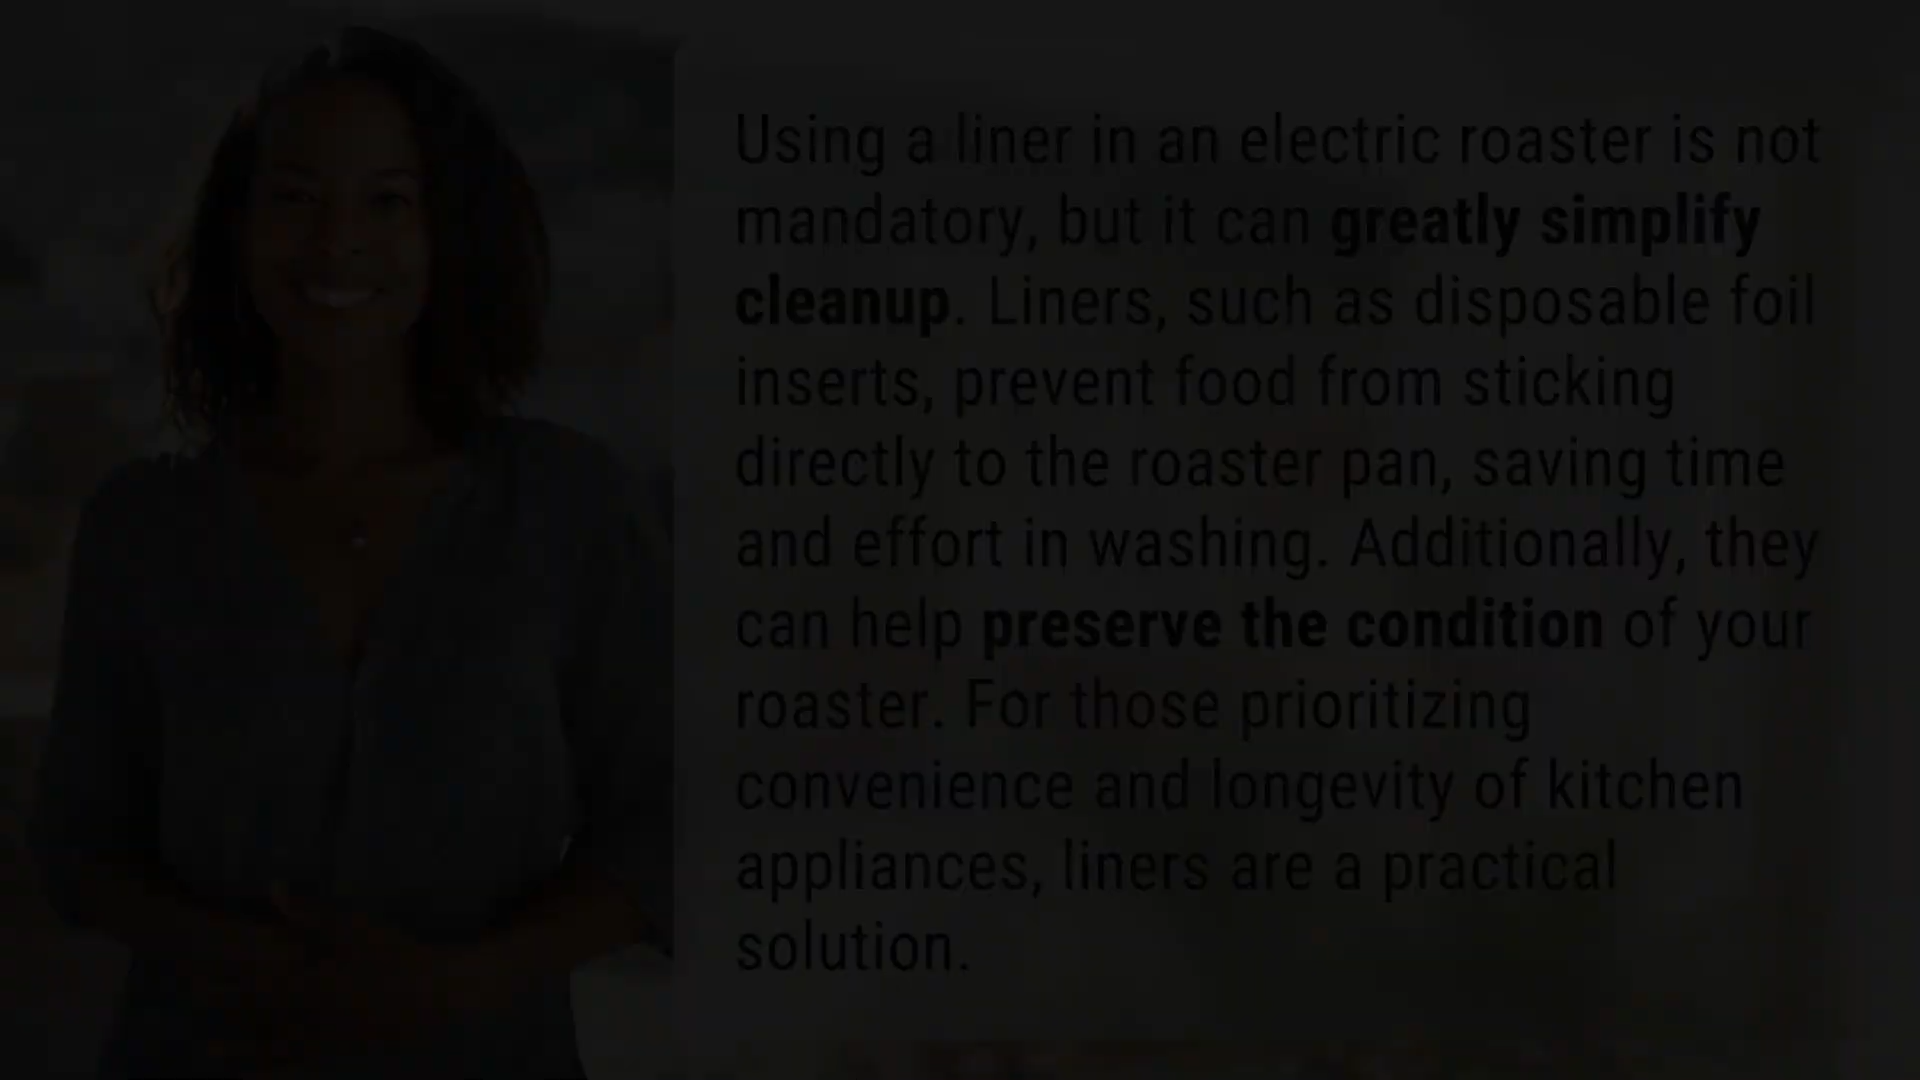 Using a liner in an electric roaster is not
mandatory, but it can greatly simplify
cleanup. Liners, such as disposable foil
inserts, prevent food from sticking
directly to the roaster pan, saving time
and effort in washing. Additionally, they
can help preserve the condition of your
roaster. For those prioritizing
convenience and longevity of kitchen
appliances, liners are a practical
solution.